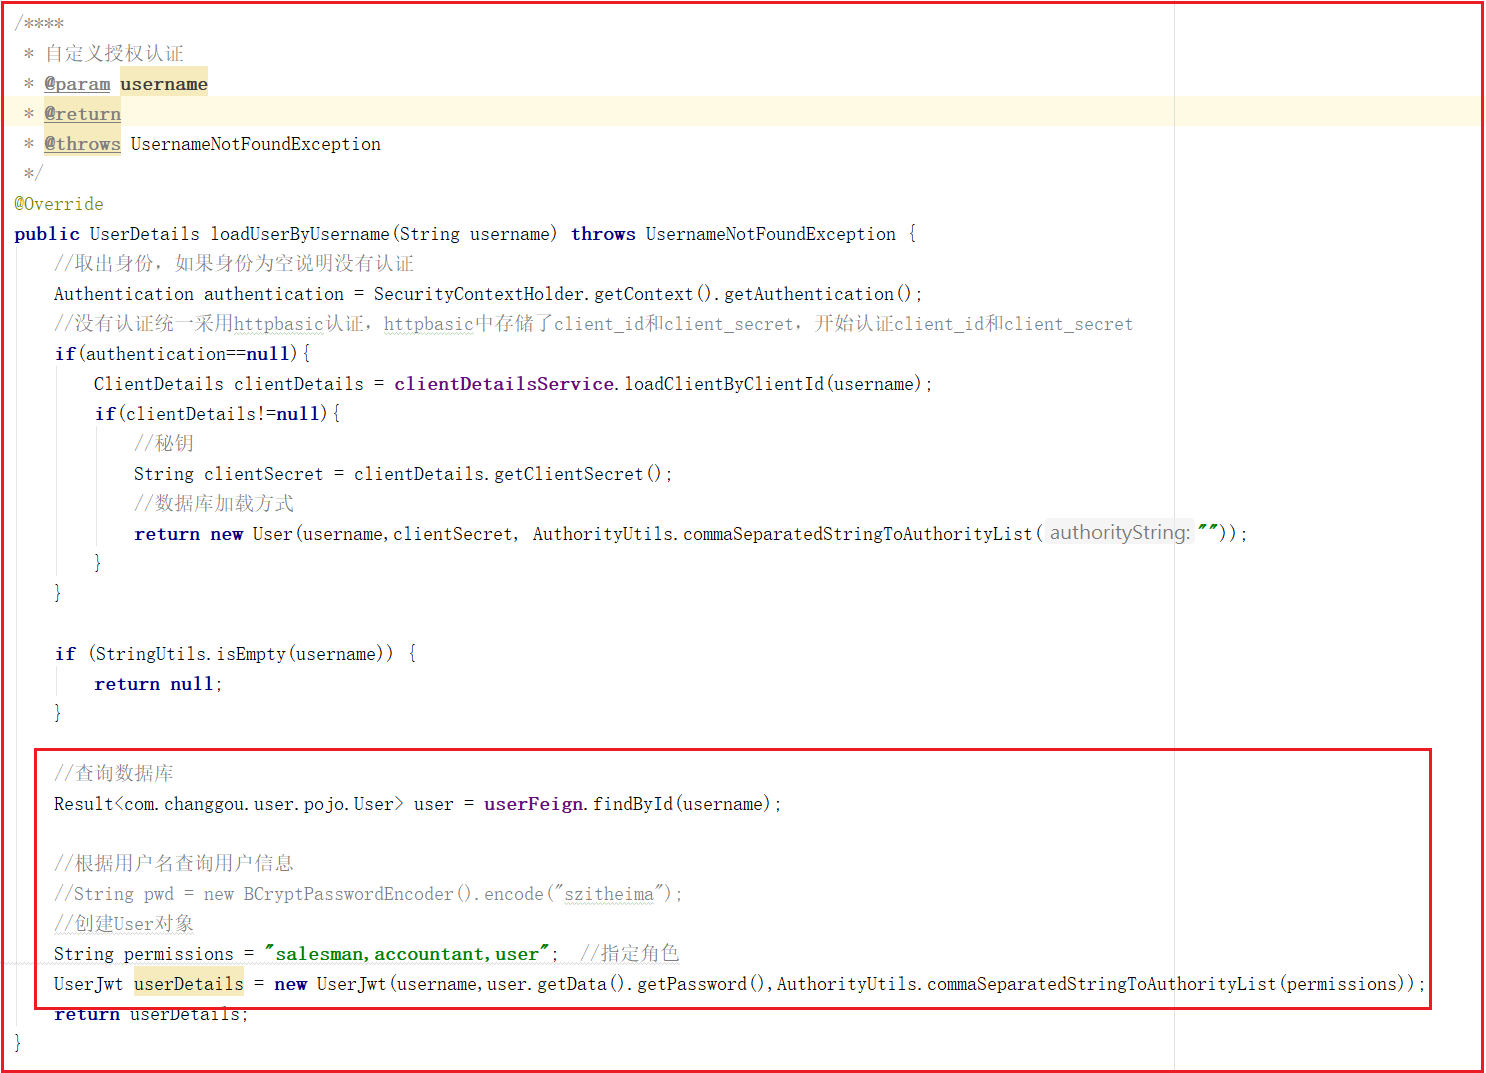 /****
 * 自定义授权认证
 * @param username
 * @return
 * @throws UsernameNotFoundException
 */
@Override
public UserDetails loadUserByUsername(String username) throws UsernameNotFoundException {
    //取出身份，如果身份为空说明没有认证
    Authentication authentication = SecurityContextHolder.getContext().getAuthentication();
    //没有认证统一采用httpbasic认证，httpbasic中存储了client_id和client_secret，开始认证client_id和client_secret
    if(authentication==null){
        ClientDetails clientDetails = clientDetailsService.loadClientByClientId(username);
        if(clientDetails!=null){
            //秘钥
            String clientSecret = clientDetails.getClientSecret();
            //数据库加载方式
            return new User(username,clientSecret, AuthorityUtils.commaSeparatedStringToAuthorityList( authorityString: ""));
        }
    }
    if (StringUtils.isEmpty(username)) {
        return null;
    }
    //查询数据库
    Result<com.changgou.user.pojo.User> user = userFeign.findById(username);
    //根据用户名查询用户信息
    //String pwd = new BCryptPasswordEncoder().encode("szitheima");
    //创建User对象
    String permissions = "salesman,accountant,user";  //指定角色
    UserJwt userDetails = new UserJwt(username,user.getData().getPassword(),AuthorityUtils.commaSeparatedStringToAuthorityList(permissions));
    return userDetails;
}